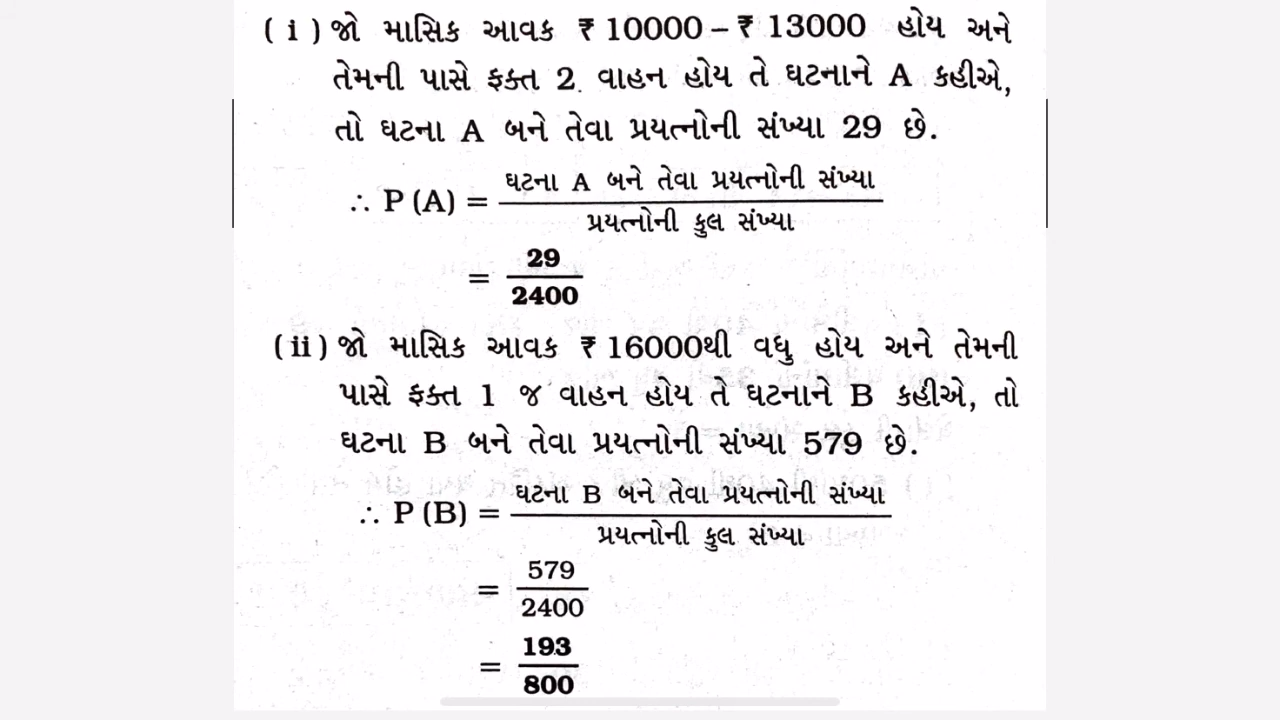 ( i ) જો માસિક આવક ₹ 10000 – ₹ 13000 હોય અને
તેમની પાસે ફક્ત 2 વાહન હોય તે ઘટનાને A કહીએ,
તો ઘટના A બને તેવા પ્રયત્નોની સંખ્યા 29 છે.
∴ P (A) = ઘટના A બને તેવા પ્રયત્નોની સંખ્યા
પ્રયત્નોની કુલ સંખ્યા
= 29
2400
( ii ) જો માસિક આવક ₹ 16000થી વધુ હોય અને તેમની
પાસે ફક્ત 1 જ વાહન હોય તે ઘટનાને B કહીએ, તો
ઘટના B બને તેવા પ્રયત્નોની સંખ્યા 579 છે.
∴ P (B) = ઘટના B બને તેવા પ્રયત્નોની સંખ્યા
પ્રયત્નોની કુલ સંખ્યા
= 579
2400
= 193
800